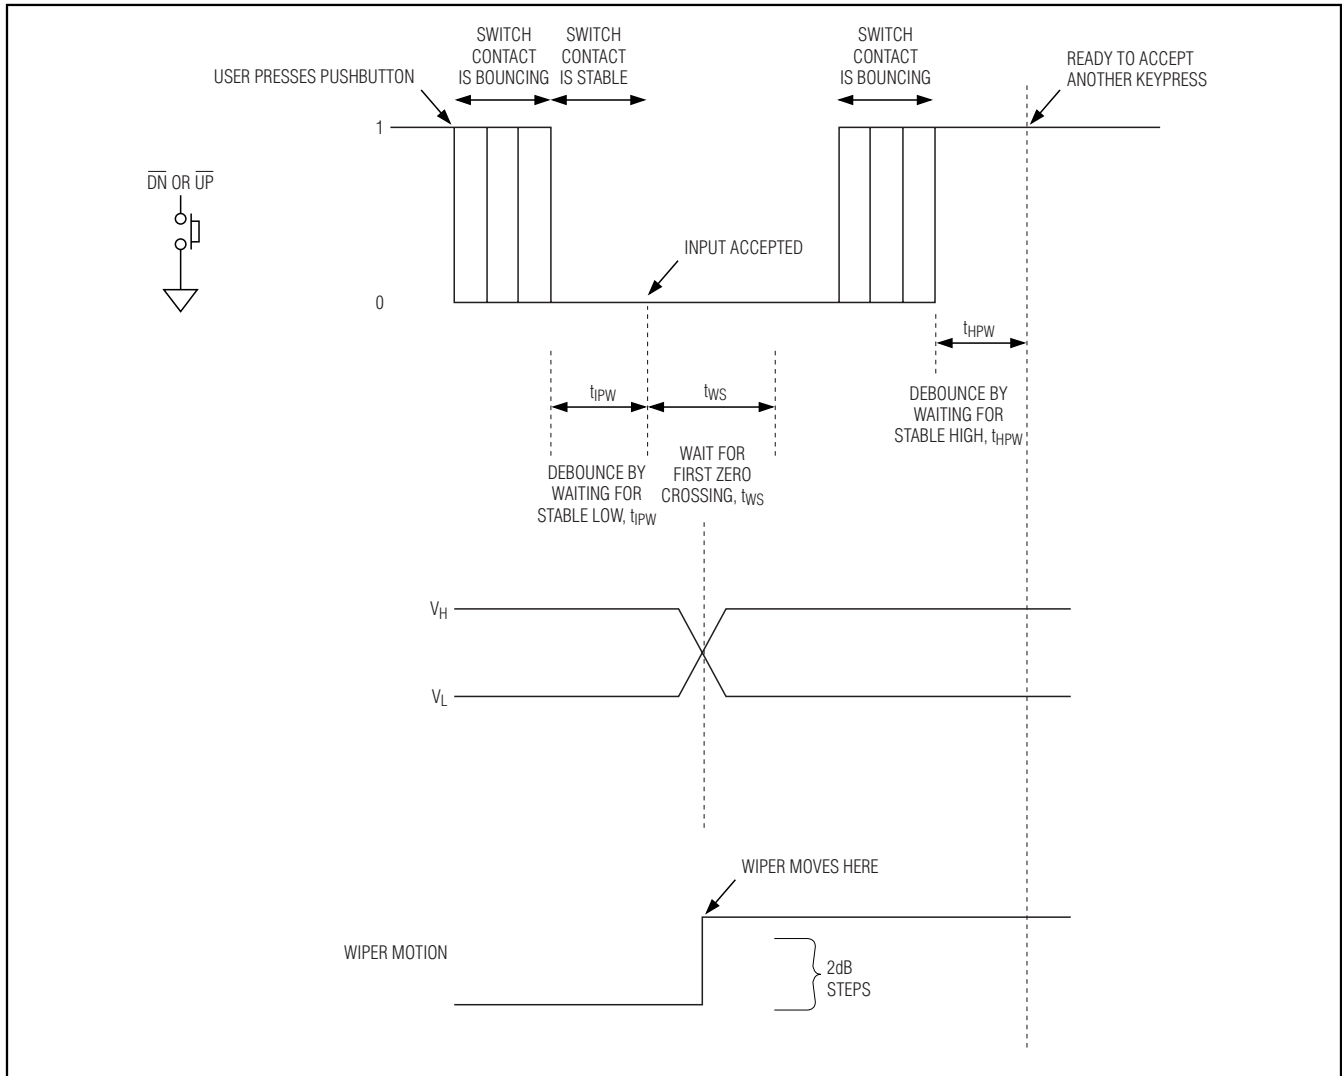 SWITCH
CONTACT
IS BOUNCING
SWITCH
CONTACT
IS STABLE
SWITCH
CONTACT
IS BOUNCING
USER PRESSES PUSHBUTTON
READY TO ACCEPT
ANOTHER KEYPRESS
1
D̅N̅ OR U̅P̅
INPUT ACCEPTED
0
tHPW
tIPW
tWS
DEBOUNCE BY
WAITING FOR
STABLE HIGH, tHPW
WAIT FOR
FIRST ZERO
CROSSING, tWS
DEBOUNCE BY
WAITING FOR
STABLE LOW, tIPW
VH
VL
WIPER MOVES HERE
WIPER MOTION
2dB
STEPS